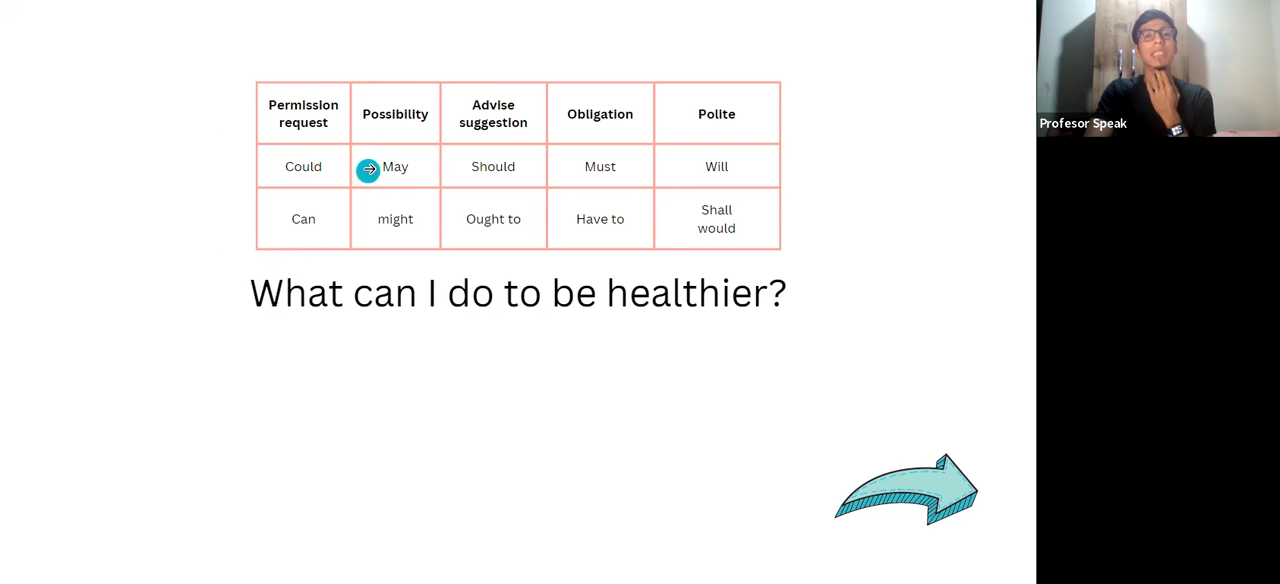 Permission request
Possibility
Advise suggestion
Obligation
Polite
Could
May
Should
Must
Will
Can
might
Ought to
Have to
Shall
would
What can I do to be healthier?
Profesor Speak